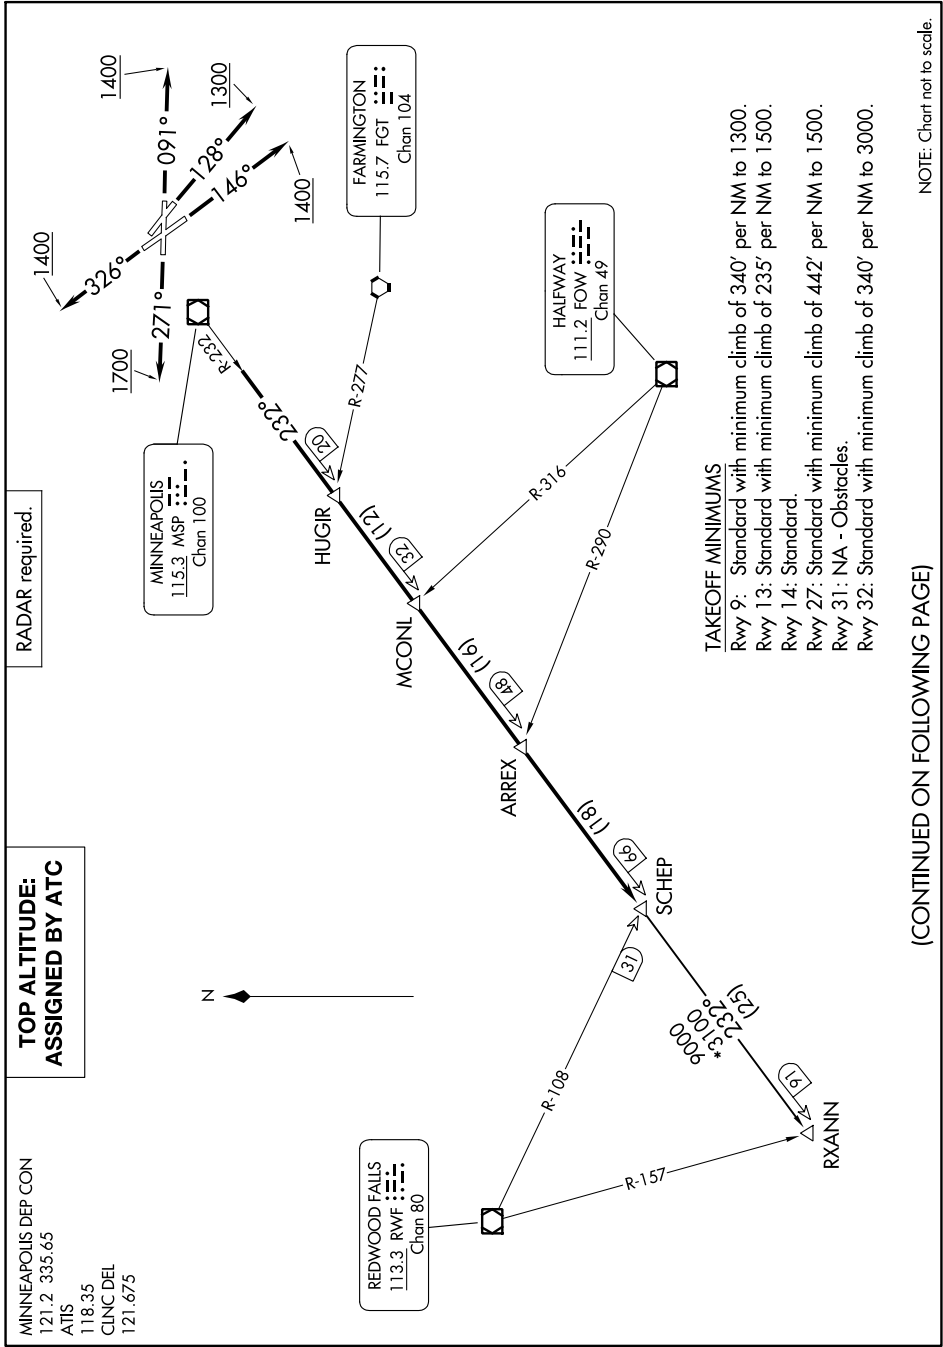 MINNEAPOLIS DEP CON
121.2 335.65
ATIS
118.35
CLNC DEL
121.675
TOP ALTITUDE:
ASSIGNED BY ATC
RADAR required.
1400
326°
1400
091°
271°
1700
128°
1300
146°
1400
MINNEAPOLIS
115.3 MSP
Chan 100
R-232
232°
FARMINGTON
115.7 FGT
Chan 104
R-277
20
HUGIR
(12)
32
MCONL
(16)
48
ARREX
(18)
66
SCHEP
HALFWAY
111.2 FOW
Chan 49
R-316
R-290
N
REDWOOD FALLS
113.3 RWF
Chan 80
R-108
31
R-157
9000
*3100
232°
(25)
91
RXANN
TAKEOFF MINIMUMS
Rwy 9: Standard with minimum climb of 340' per NM to 1300.
Rwy 13: Standard with minimum climb of 235' per NM to 1500.
Rwy 14: Standard.
Rwy 27: Standard with minimum climb of 442' per NM to 1500.
Rwy 31: NA - Obstacles.
Rwy 32: Standard with minimum climb of 340' per NM to 3000.
NOTE: Chart not to scale.
(CONTINUED ON FOLLOWING PAGE)